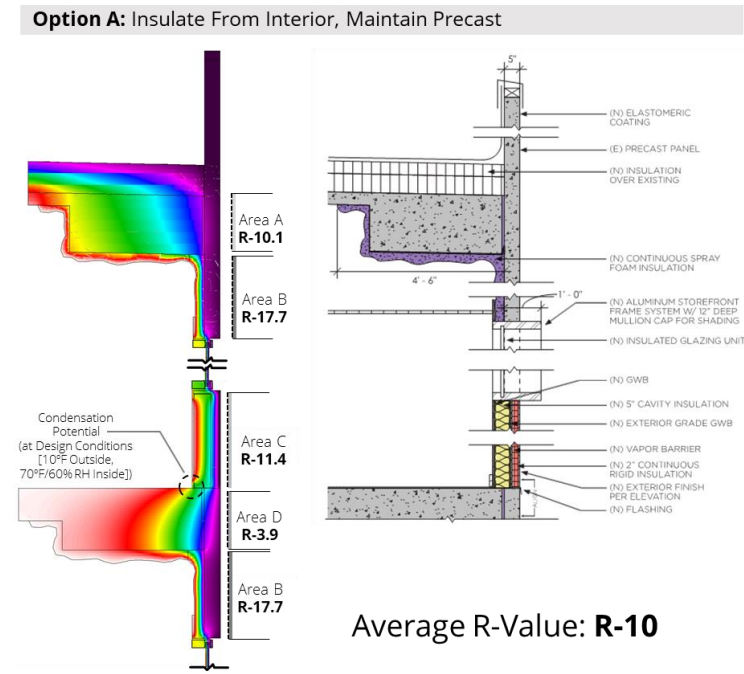 Option A: Insulate From Interior, Maintain Precast
Area A
R-10.1
Area B
R-17.7
Condensation
Potential
(at Design Conditions
[10°F Outside,
70°F/60% RH Inside])
Area C
R-11.4
Area D
R-3.9
Area B
R-17.7
5"
(N) ELASTOMERIC
COATING
(E) PRECAST PANEL
(N) INSULATION
OVER EXISTING
(N) CONTINUOUS SPRAY
FOAM INSULATION
4' - 6"
1' - 0"
(N) ALUMINUM STOREFRONT
FRAME SYSTEM W/ 12" DEEP
MULLION CAP FOR SHADING
(N) INSULATED GLAZING UNIT
(N) GWB
(N) 5" CAVITY INSULATION
(N) EXTERIOR GRADE GWB
(N) VAPOR BARRIER
(N) 2" CONTINUOUS
RIGID INSULATION
(N) EXTERIOR FINISH
PER ELEVATION
(N) FLASHING
Average R-Value: R-10